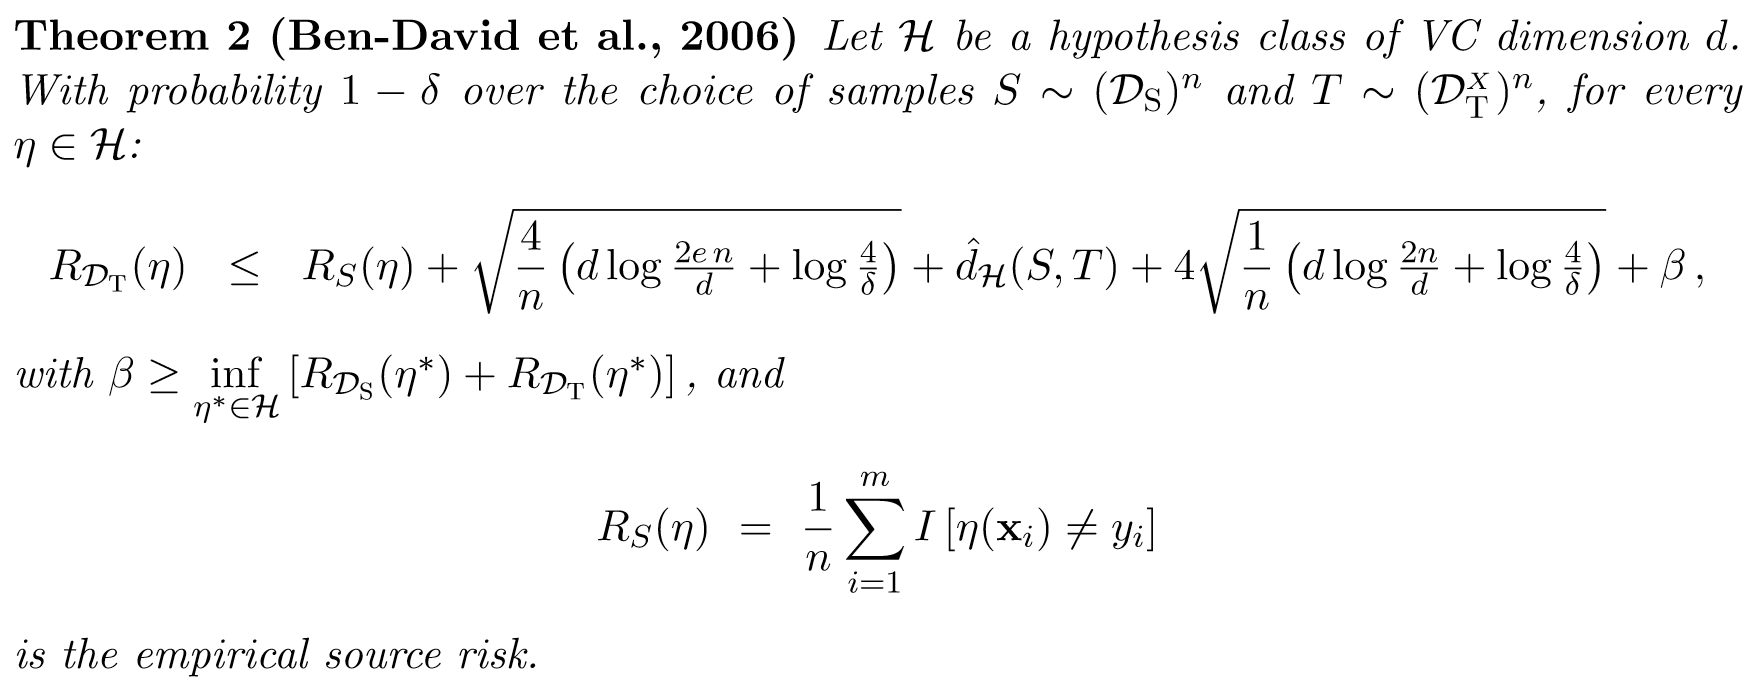 Theorem 2 (Ben-David et al., 2006) Let $\mathcal{H}$ be a hypothesis class of VC dimension $d$.
With probability $1 - \delta$ over the choice of samples $S \sim (\mathcal{D}_{\mathrm{S}})^n$ and $T \sim (\mathcal{D}_{\mathrm{T}}^X)^n$, for every
$\eta \in \mathcal{H}$:
$R_{\mathcal{D}_{\mathrm{T}}}(\eta) \leq R_S(\eta) + \sqrt{\frac{4}{n}\left(d \log \frac{2e\,n}{d} + \log \frac{4}{\delta}\right)} + \hat{d}_{\mathcal{H}}(S, T) + 4\sqrt{\frac{1}{n}\left(d \log \frac{2n}{d} + \log \frac{4}{\delta}\right)} + \beta\,,$
with $\beta \geq \inf_{\eta^* \in \mathcal{H}} [R_{\mathcal{D}_{\mathrm{S}}}(\eta^*) + R_{\mathcal{D}_{\mathrm{T}}}(\eta^*)]\,$, and
$R_S(\eta) = \frac{1}{n}\sum_{i=1}^{m} I\left[\eta(\mathbf{x}_i) \neq y_i\right]$
is the empirical source risk.